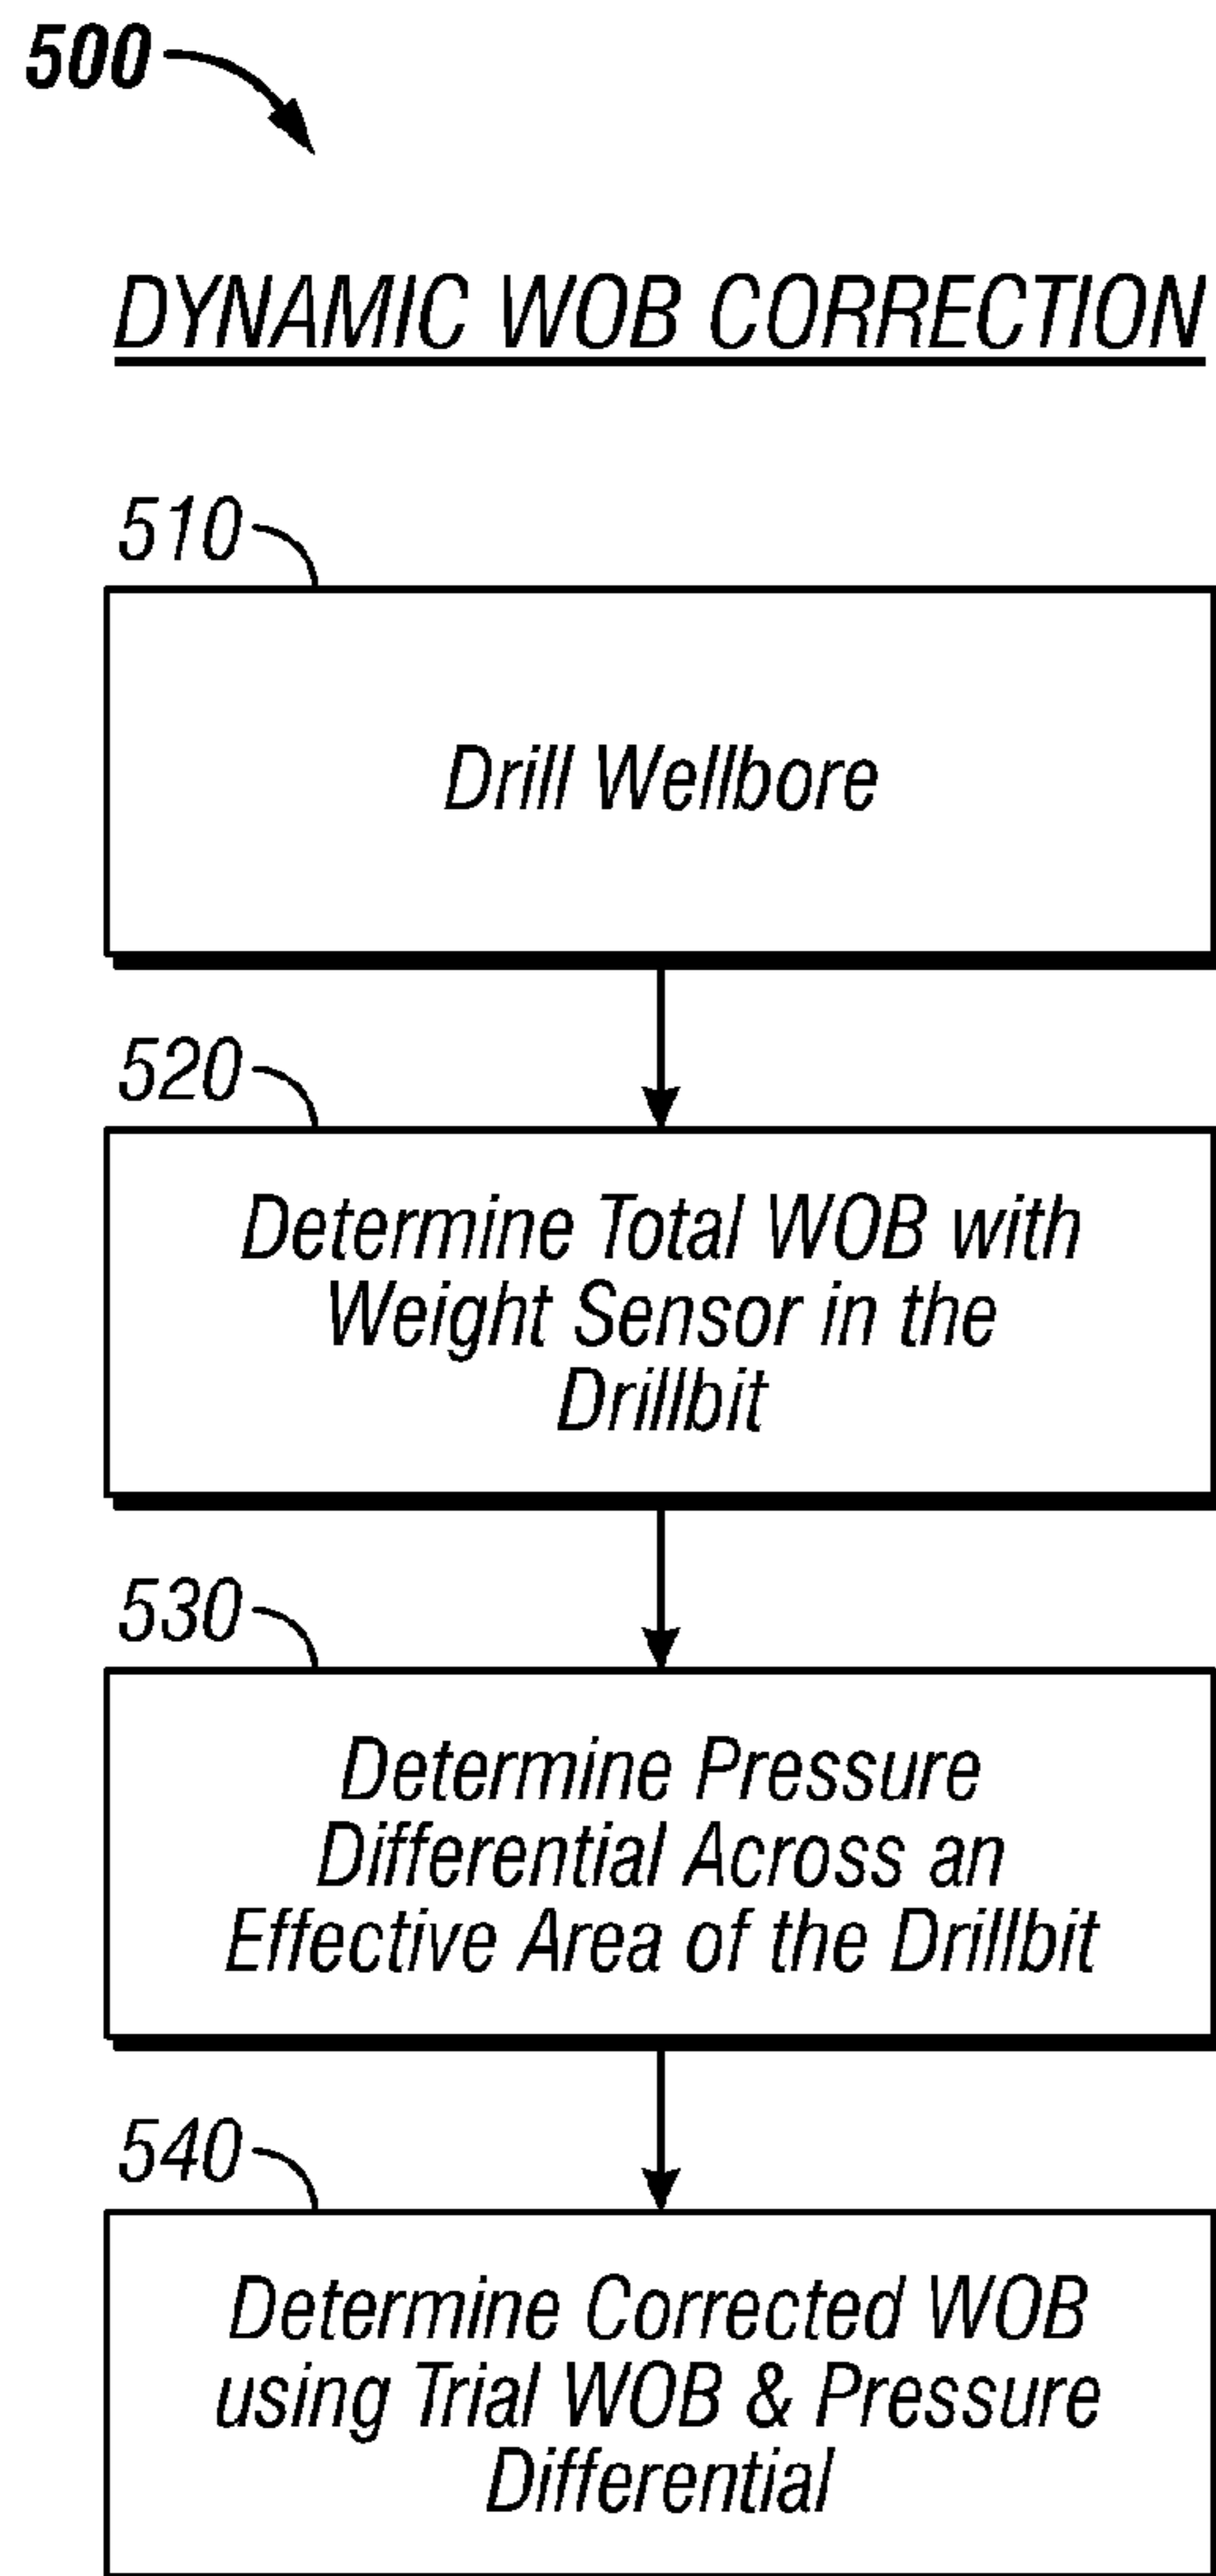 500
DYNAMIC WOB CORRECTION
510
Drill Wellbore
520
Determine Total WOB with
Weight Sensor in the
Drillbit
530
Determine Pressure
Differential Across an
Effective Area of the Drillbit
540
Determine Corrected WOB
using Trial WOB & Pressure
Differential